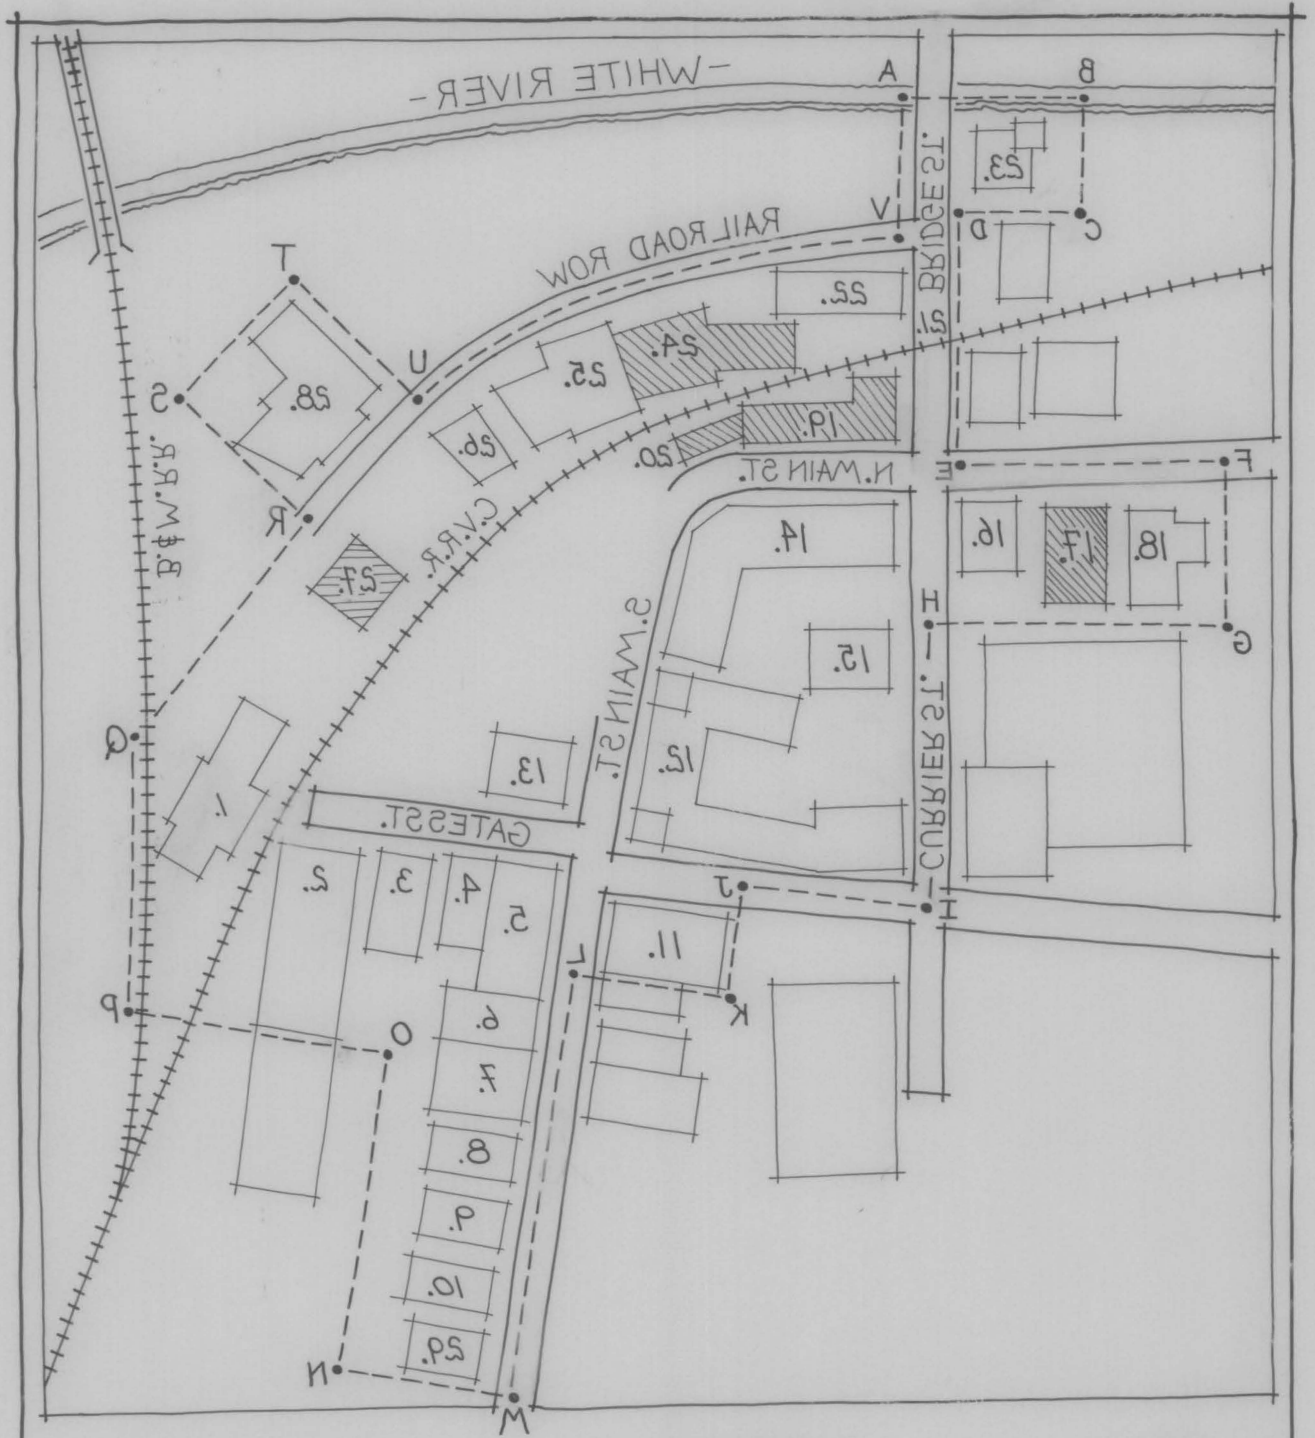 -WHITE RIVER-
A
B
23.
BRIDGE ST.
C
D
V
RAILROAD ROW
T
22.
21.
24.
25.
U
S
28.
19.
20.
26.
N. MAIN ST.
E
F
B.&M.R.R.
R
C.V.R.R.
27.
14.
16.
17.
18.
H
G
S. MAIN ST.
15.
CURRIER ST.
Q
13.
12.
1.
GATES ST.
2.
3.
4.
5.
J
I
11.
L
K
P
O
6.
7.
8.
9.
10.
29.
N
M